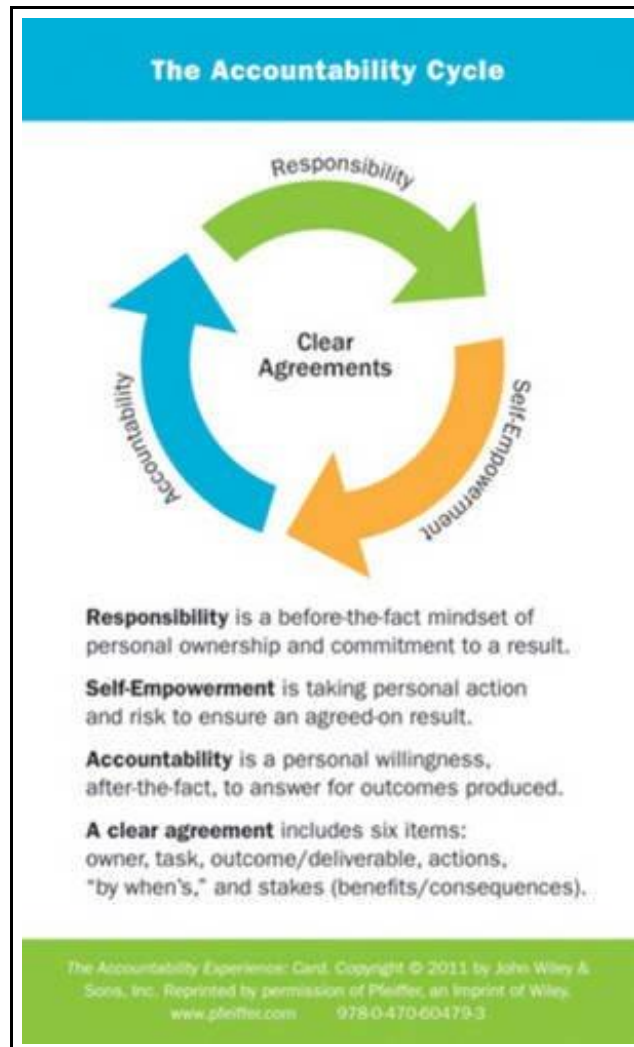 The Accountability Cycle
Responsibility
Clear
Agreements
Self-Empowerment
Accountability
Responsibility is a before-the-fact mindset of
personal ownership and commitment to a result.
Self-Empowerment is taking personal action
and risk to ensure an agreed-on result.
Accountability is a personal willingness,
after-the-fact, to answer for outcomes produced.
A clear agreement includes six items:
owner, task, outcome/deliverable, actions,
“by when's,” and stakes (benefits/consequences).
The Accountability Experience: Card. Copyright © 2011 by John Wiley &
Sons, Inc. Reprinted by permission of Pfeiffer, an Imprint of Wiley.
www.pfeiffer.com 978-0-470-60479-3